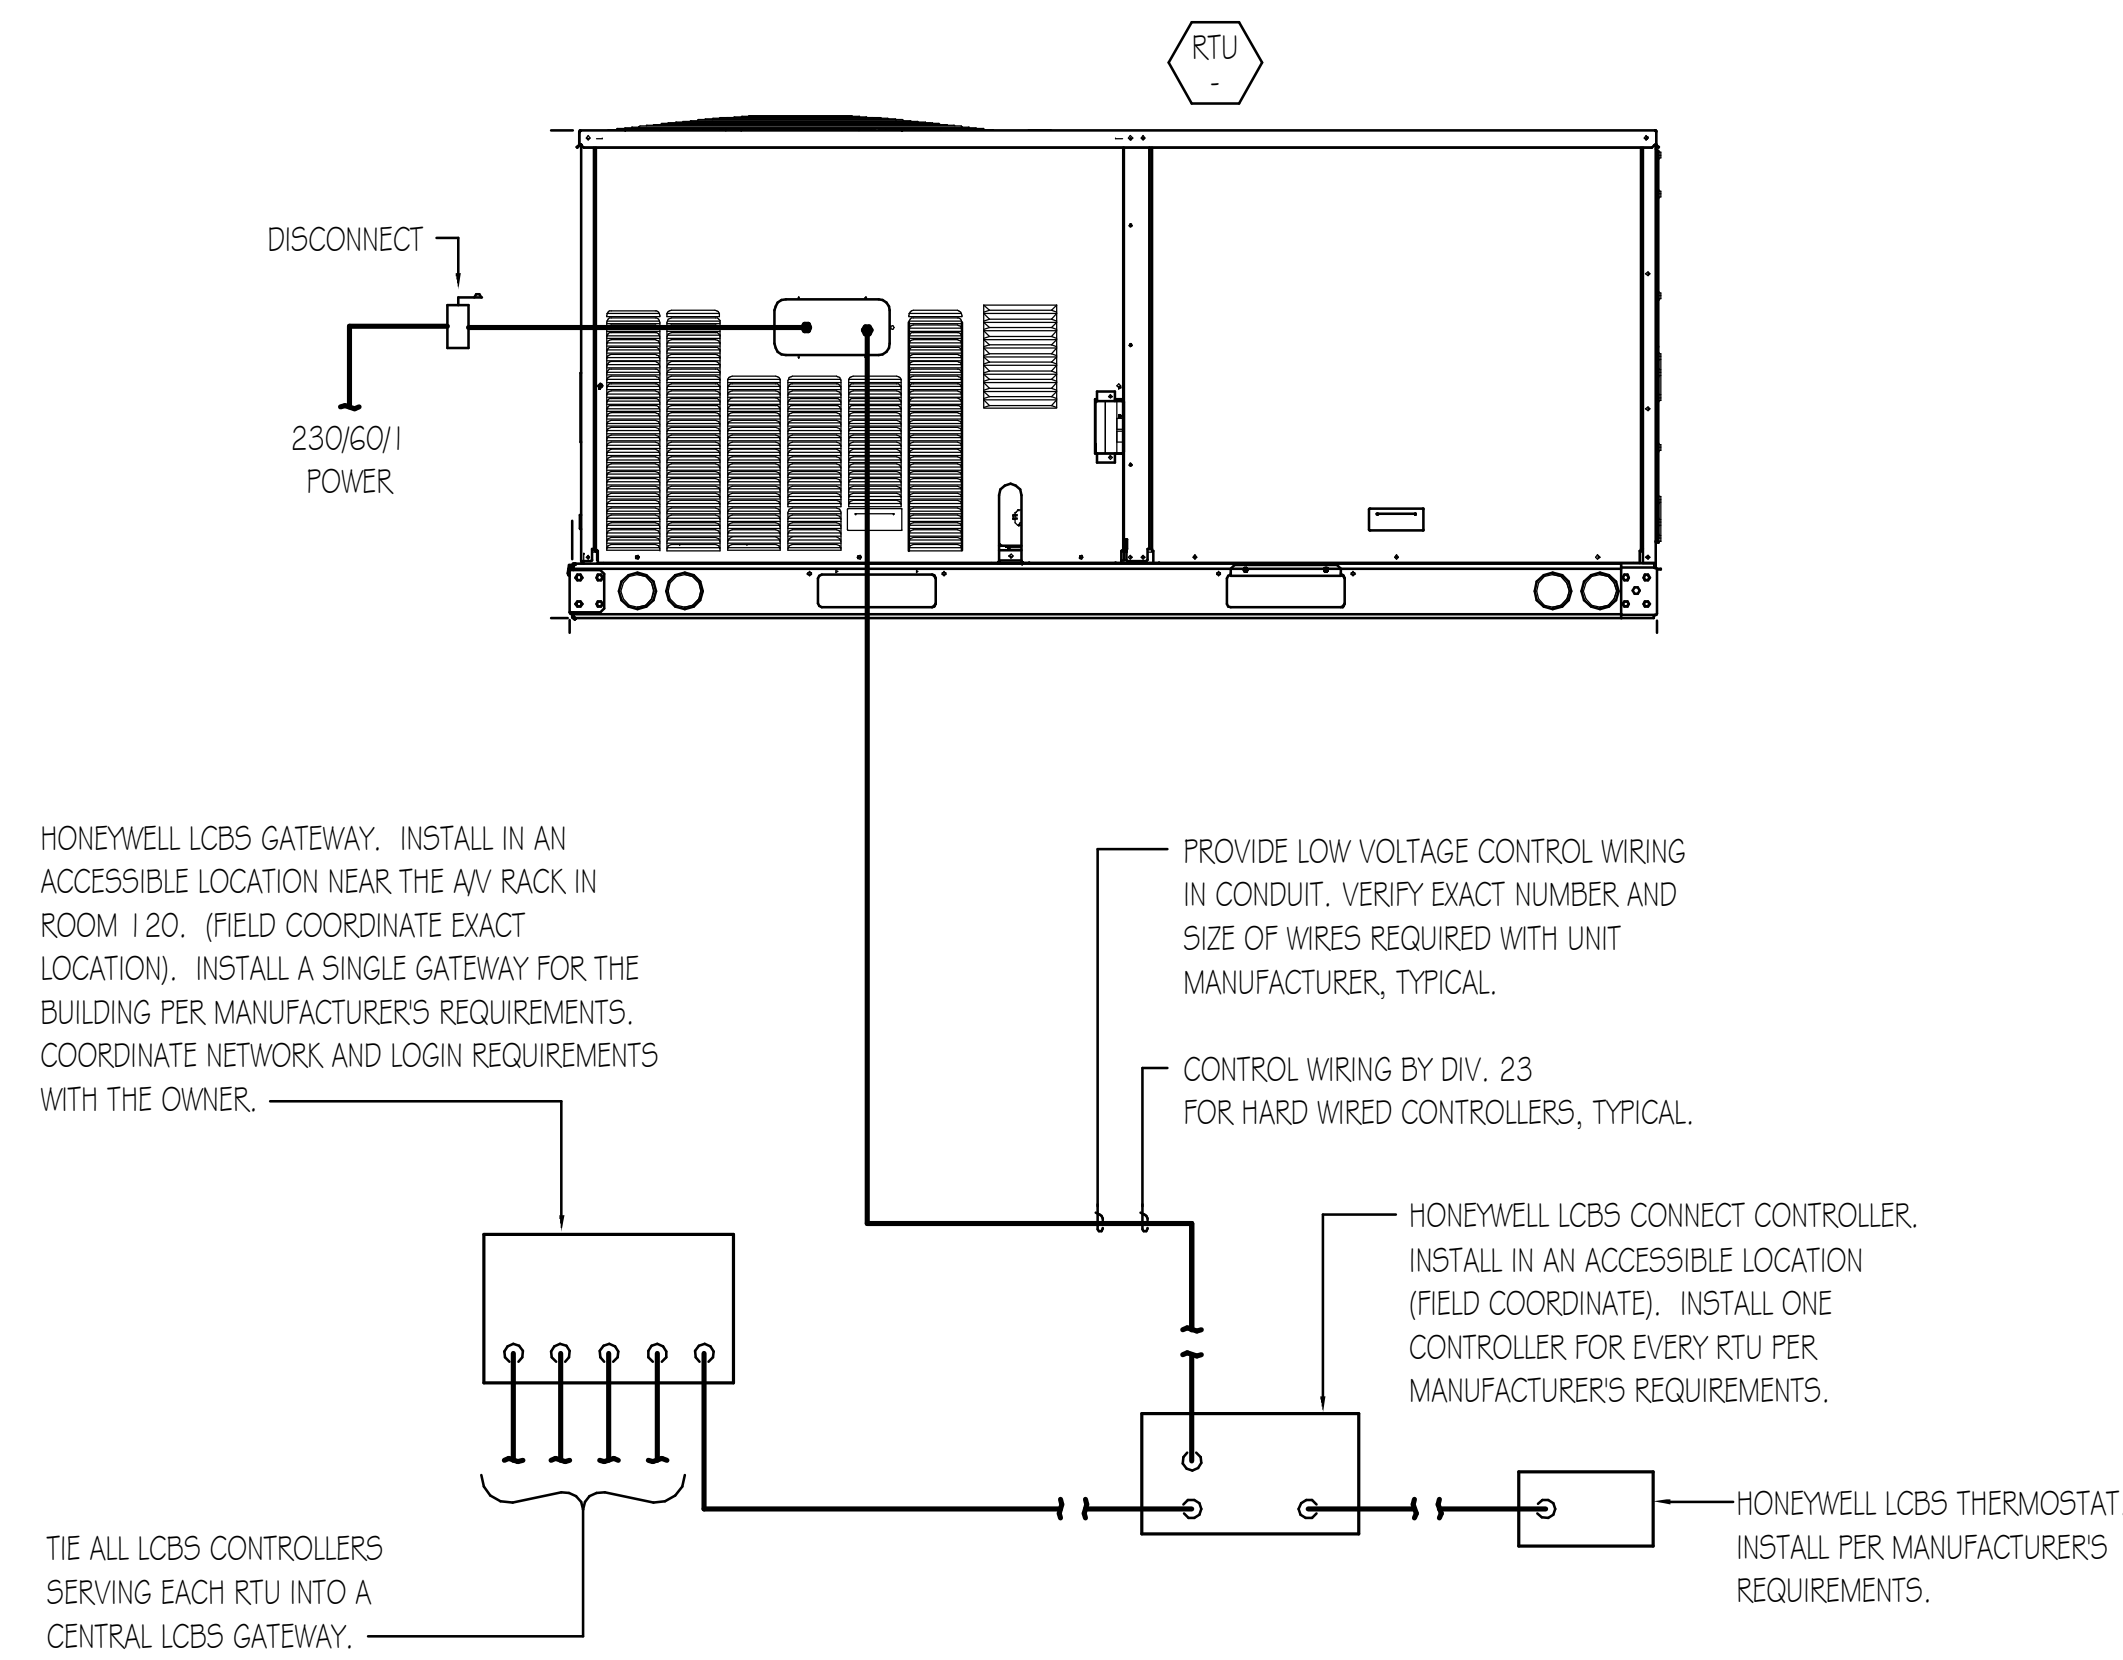 RTU
-
DISCONNECT
230/60/1
POWER
HONEYWELL LCBS GATEWAY. INSTALL IN AN
ACCESSIBLE LOCATION NEAR THE A/V RACK IN
ROOM 120. (FIELD COORDINATE EXACT
LOCATION). INSTALL A SINGLE GATEWAY FOR THE
BUILDING PER MANUFACTURER'S REQUIREMENTS.
COORDINATE NETWORK AND LOGIN REQUIREMENTS
WITH THE OWNER.
PROVIDE LOW VOLTAGE CONTROL WIRING
IN CONDUIT. VERIFY EXACT NUMBER AND
SIZE OF WIRES REQUIRED WITH UNIT
MANUFACTURER, TYPICAL.
CONTROL WIRING BY DIV. 23
FOR HARD WIRED CONTROLLERS, TYPICAL.
HONEYWELL LCBS CONNECT CONTROLLER.
INSTALL IN AN ACCESSIBLE LOCATION
(FIELD COORDINATE). INSTALL ONE
CONTROLLER FOR EVERY RTU PER
MANUFACTURER'S REQUIREMENTS.
HONEYWELL LCBS THERMOSTAT.
INSTALL PER MANUFACTURER'S
REQUIREMENTS.
TIE ALL LCBS CONTROLLERS
SERVING EACH RTU INTO A
CENTRAL LCBS GATEWAY.